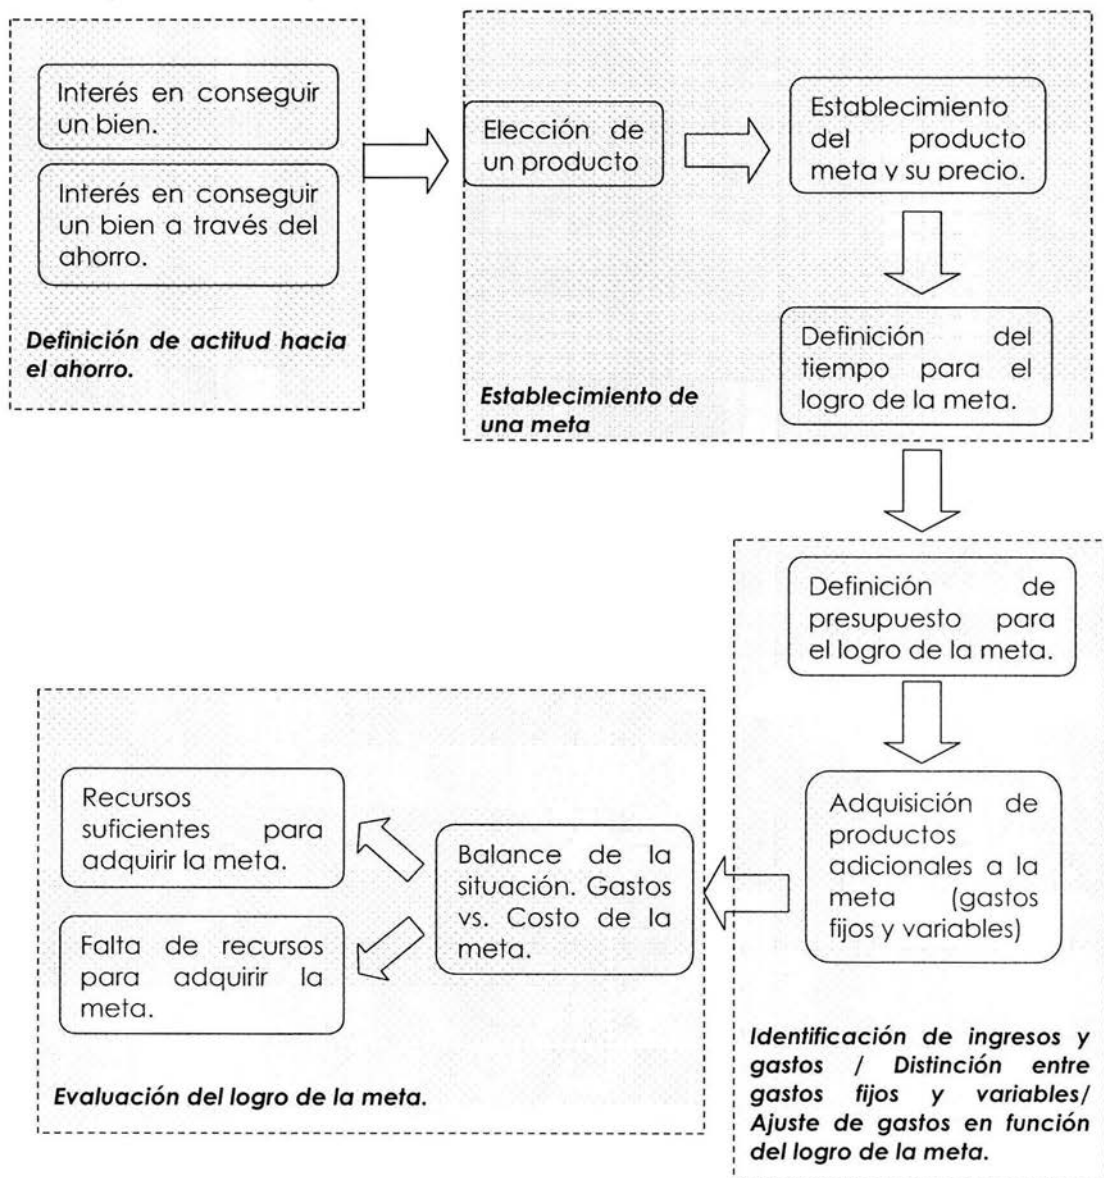 Interés en conseguir
un bien.
Interés en conseguir
un bien a través del
ahorro.
Definición de actitud hacia
el ahorro.
Elección de
un producto
Establecimiento
del producto
meta y su precio.
Definición del
tiempo para el
logro de la meta.
Establecimiento de
una meta
Definición de
presupuesto para
el logro de la meta.
Adquisición de
productos
adicionales a la
meta (gastos
fijos y variables)
Identificación de ingresos y
gastos / Distinción entre
gastos fijos y variables/
Ajuste de gastos en función
del logro de la meta.
Balance de la
situación. Gastos
vs. Costo de la
meta.
Recursos
suficientes para
adquirir la meta.
Falta de recursos
para adquirir la
meta.
Evaluación del logro de la meta.